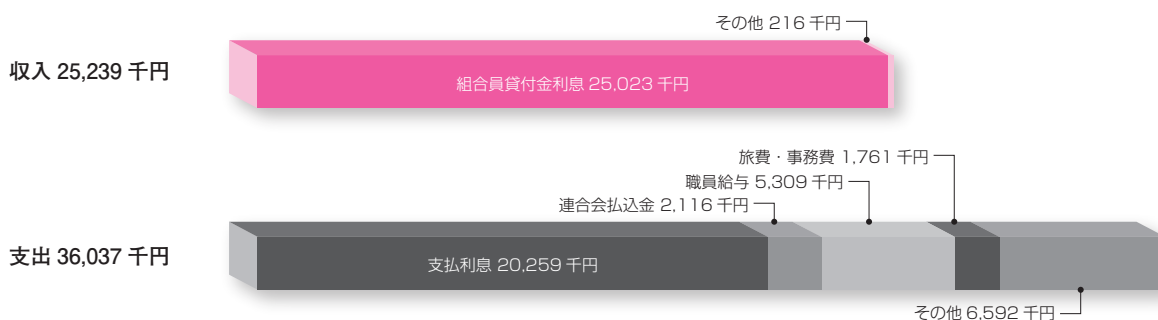 その他 216 千円
収入 25,239 千円
組合員貸付金利息 25,023 千円
旅費・事務費 1,761 千円
職員給与 5,309 千円
連合会払込金 2,116 千円
支出 36,037 千円
支払利息 20,259 千円
その他 6,592 千円